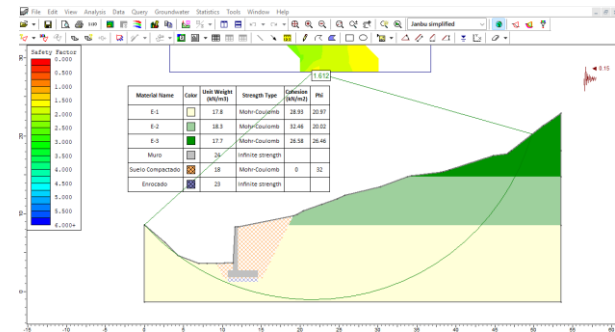 File Edit View Analysis Data Query Groundwater Statistics Tools Window Help
Janbu simplified
Safety Factor
0.000
0.500
1.000
1.500
2.000
2.500
3.000
3.500
4.000
4.500
5.000
5.500
6.000+
1.612
0.15
Material Name Color Unit Weight (kN/m3) Strength Type Cohesion (kN/m2) Phi
E-1 17.8 Mohr-Coulomb 28.93 20.97
E-2 18.3 Mohr-Coulomb 32.46 20.02
E-3 17.7 Mohr-Coulomb 26.58 26.46
Muro 24 Infinite strength
Suelo Compactado 18 Mohr-Coulomb 0 32
Enrocado 23 Infinite strength
-15 -10 -5 0 5 10 15 20 25 30 35 40 45 50 55 60